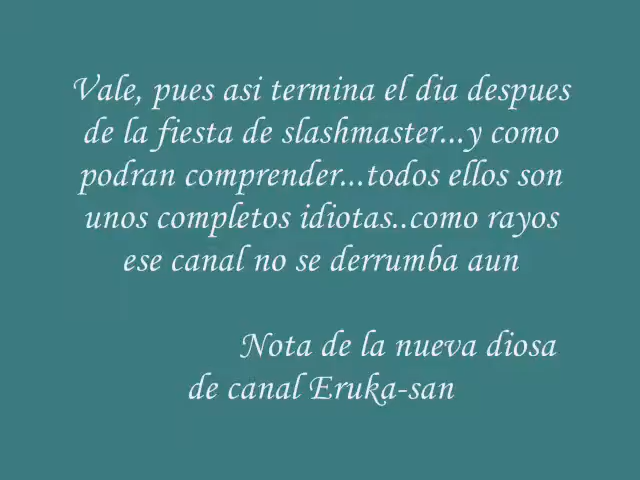 Vale, pues asi termina el dia despues
de la fiesta de slashmaster...y como
podran comprender...todos ellos son
unos completos idiotas..como rayos
ese canal no se derrumba aun
Nota de la nueva diosa
de canal Eruka-san